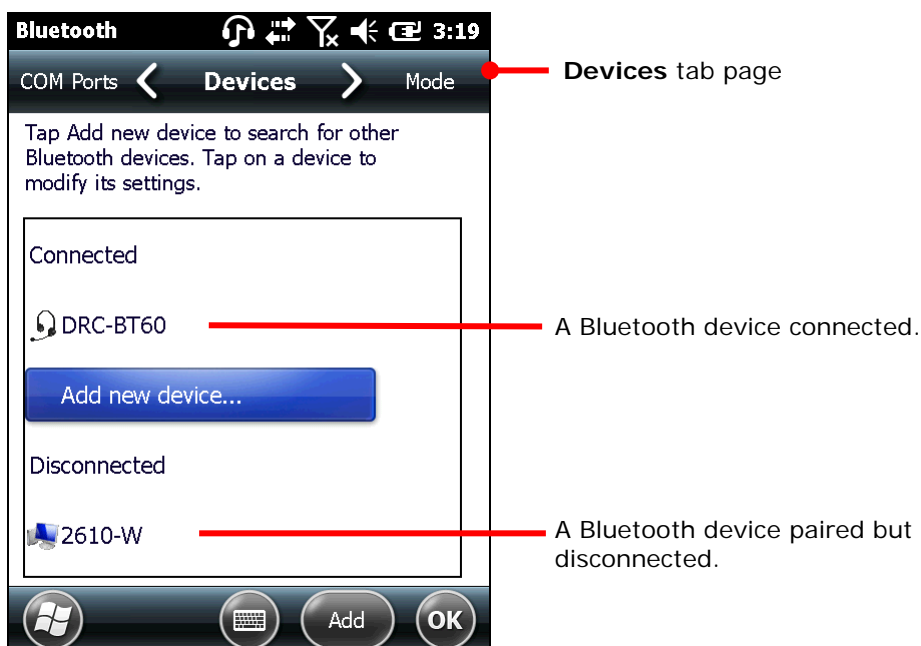 Bluetooth 3:19
COM Ports Devices Mode
Devices tab page
Tap Add new device to search for other
Bluetooth devices. Tap on a device to
modify its settings.
Connected
DRC-BT60
A Bluetooth device connected.
Add new device...
Disconnected
2610-W
A Bluetooth device paired but
disconnected.
Add OK